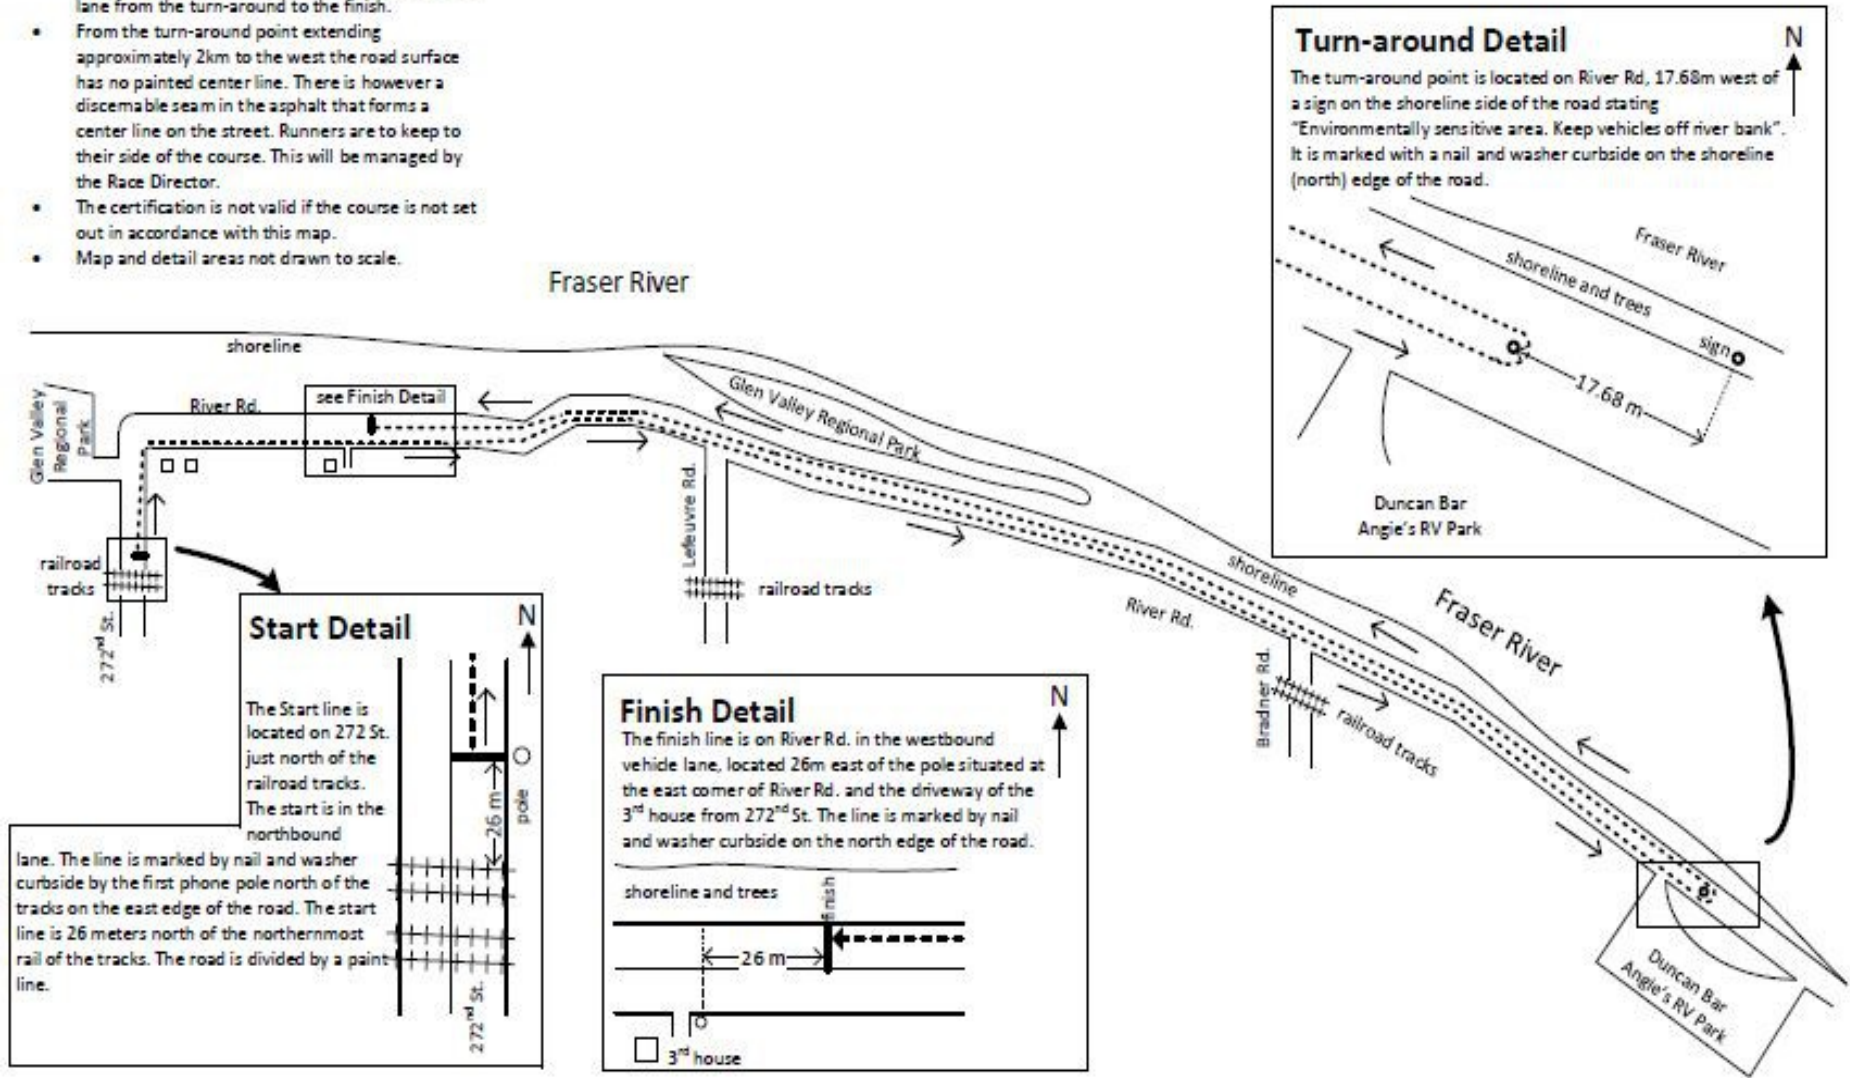 lane from the turn-around to the finish.
• From the turn-around point extending
approximately 2km to the west the road surface
has no painted center line. There is however a
discernable seam in the asphalt that forms a
center line on the street. Runners are to keep to
their side of the course. This will be managed by
the Race Director.
• The certification is not valid if the course is not set
out in accordance with this map.
• Map and detail areas not drawn to scale.
Turn-around Detail
N
The turn-around point is located on River Rd, 17.68m west of
a sign on the shoreline side of the road stating
"Environmentally sensitive area. Keep vehicles off river bank".
It is marked with a nail and washer curbside on the shoreline
(north) edge of the road.
Fraser River
shoreline and trees
sign
17.68 m
Duncan Bar
Angie's RV Park
Fraser River
shoreline
Glen Valley
Regional
Park
River Rd.
see Finish Detail
Glen Valley Regional Park
Lefeuvre Rd.
railroad
tracks
272nd St.
railroad tracks
shoreline
River Rd.
Fraser River
Bradner Rd.
railroad tracks
Duncan Bar
Angie's RV Park
Start Detail
N
The Start line is
located on 272 St.
just north of the
railroad tracks.
The start is in the
northbound
lane. The line is marked by nail and washer
curbside by the first phone pole north of the
tracks on the east edge of the road. The start
line is 26 meters north of the northernmost
rail of the tracks. The road is divided by a paint
line.
26 m
pole
272nd St.
Finish Detail
N
The finish line is on River Rd. in the westbound
vehicle lane, located 26m east of the pole situated at
the east corner of River Rd. and the driveway of the
3rd house from 272nd St. The line is marked by nail
and washer curbside on the north edge of the road.
shoreline and trees
finish
26 m
3rd house